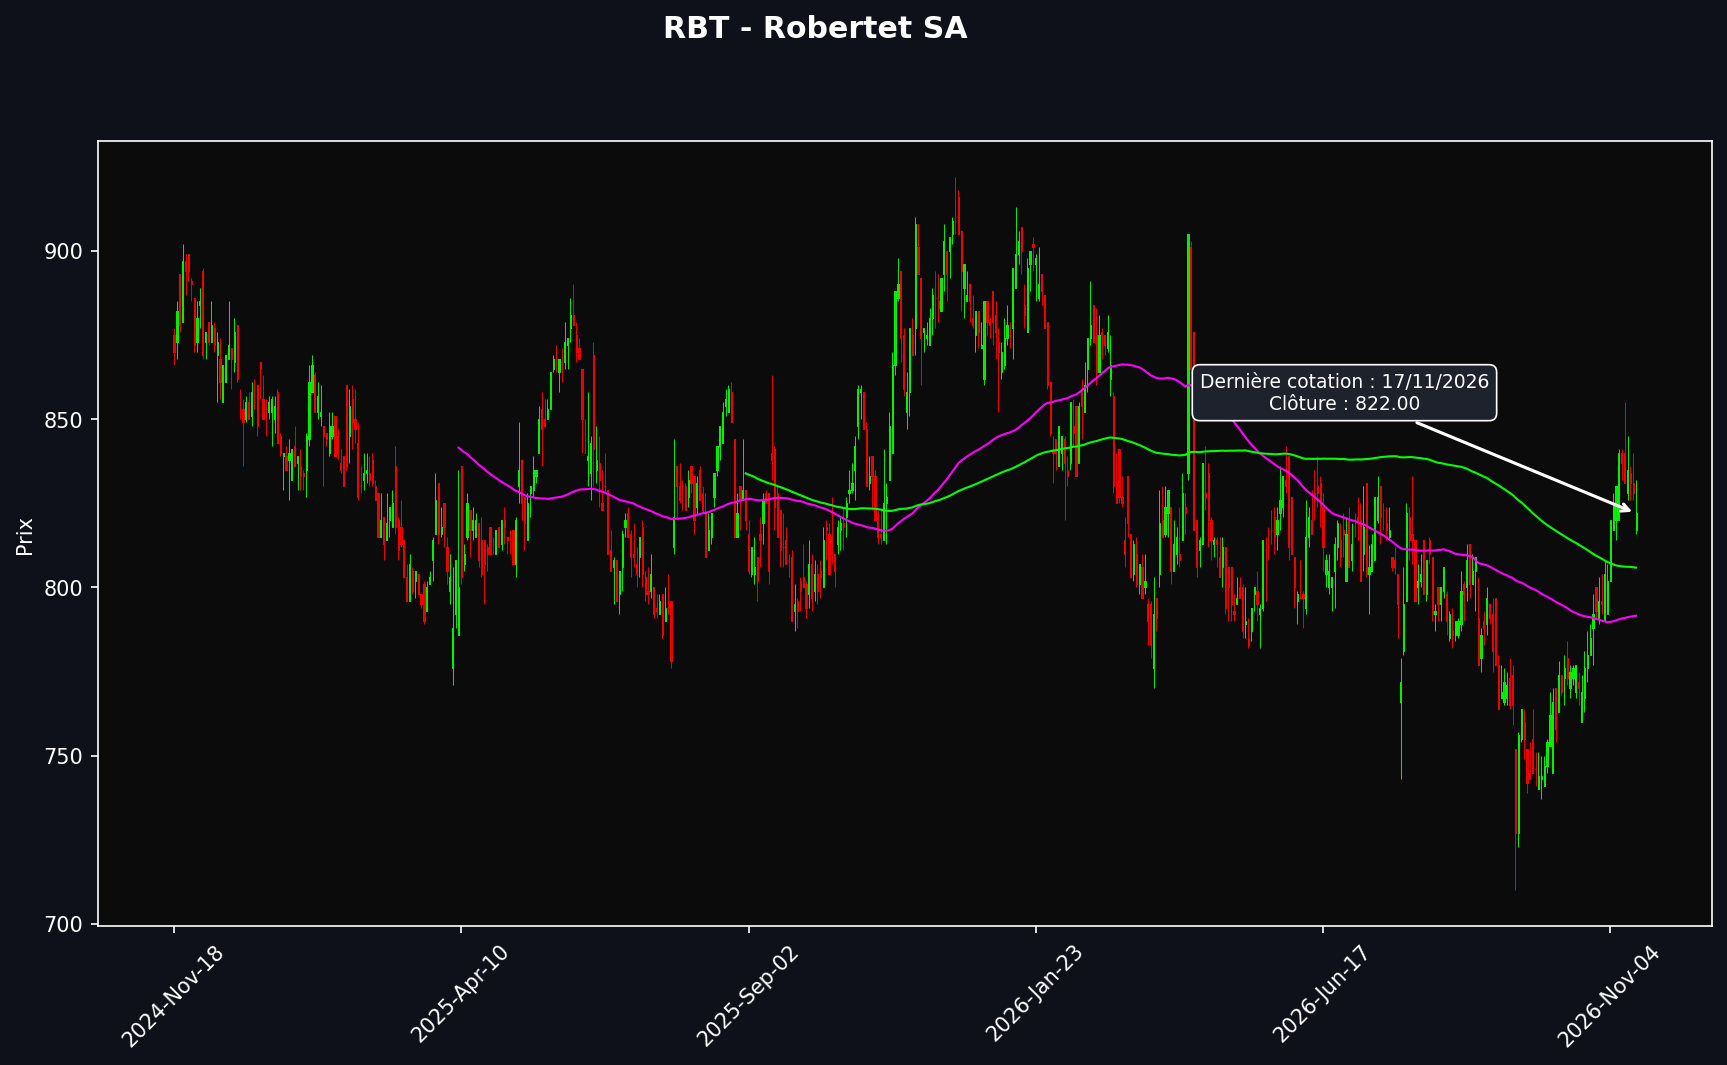 RBT - Robertet SA
Prix
900
850
800
750
700
Dernière cotation : 17/11/2026
Clôture : 822.00
2024-Nov-18
2025-Apr-10
2025-Sep-02
2026-Jan-23
2026-Jun-17
2026-Nov-04